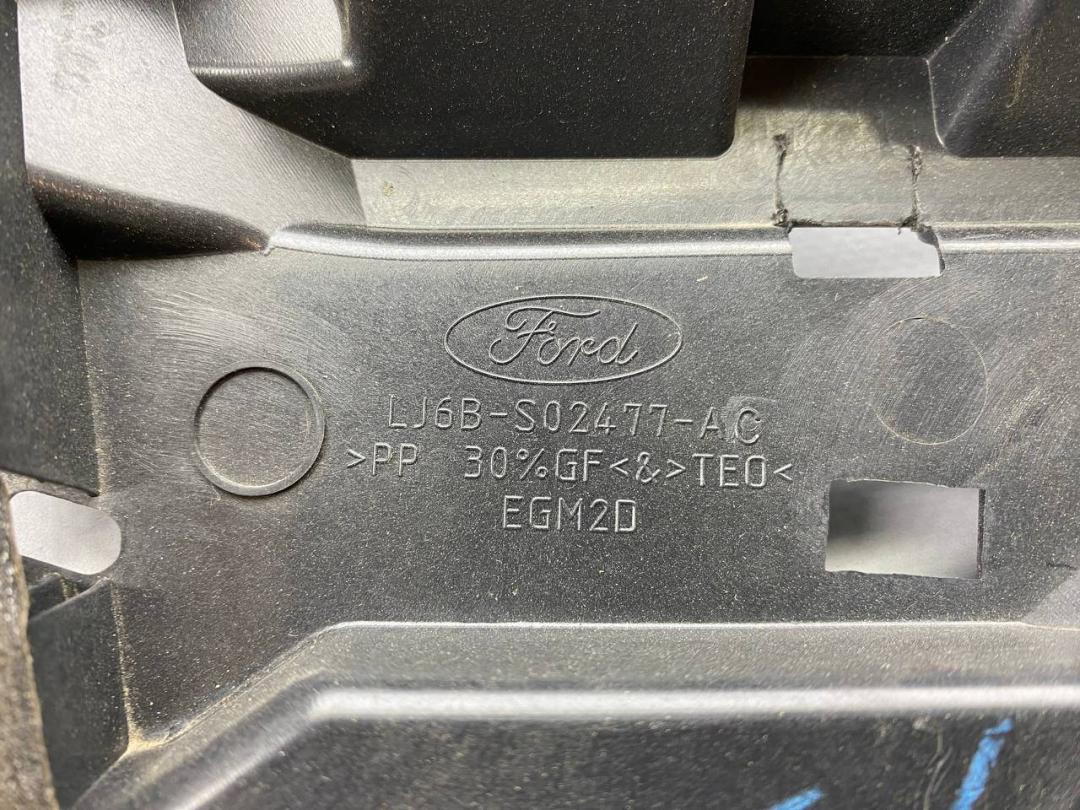 Ford
LJ6B-S02477-AC
>PP 30%GF<&>TEO<
EGM2D